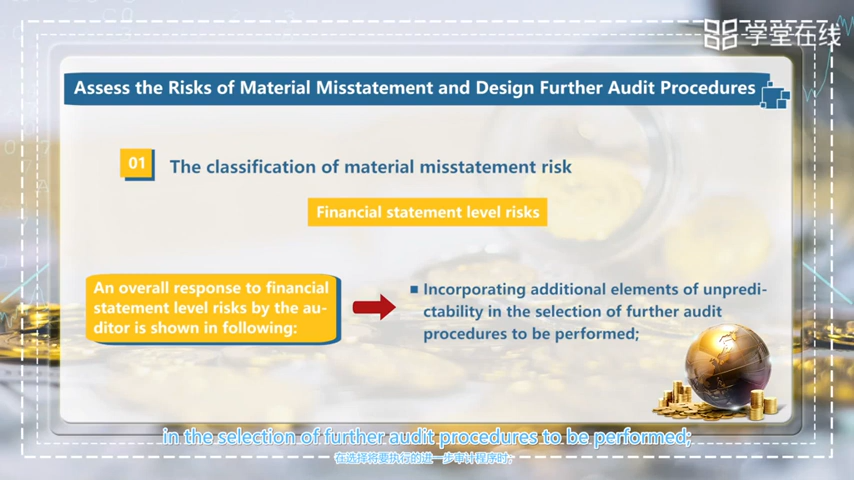 学堂在线
Assess the Risks of Material Misstatement and Design Further Audit Procedures
01
The classification of material misstatement risk
Financial statement level risks
An overall response to financial
statement level risks by the au-
ditor is shown in following:
■ Incorporating additional elements of unpredi-
ctability in the selection of further audit
procedures to be performed;
in the selection of further audit procedures to be performed;
在选择将要执行的进一步审计程序时,